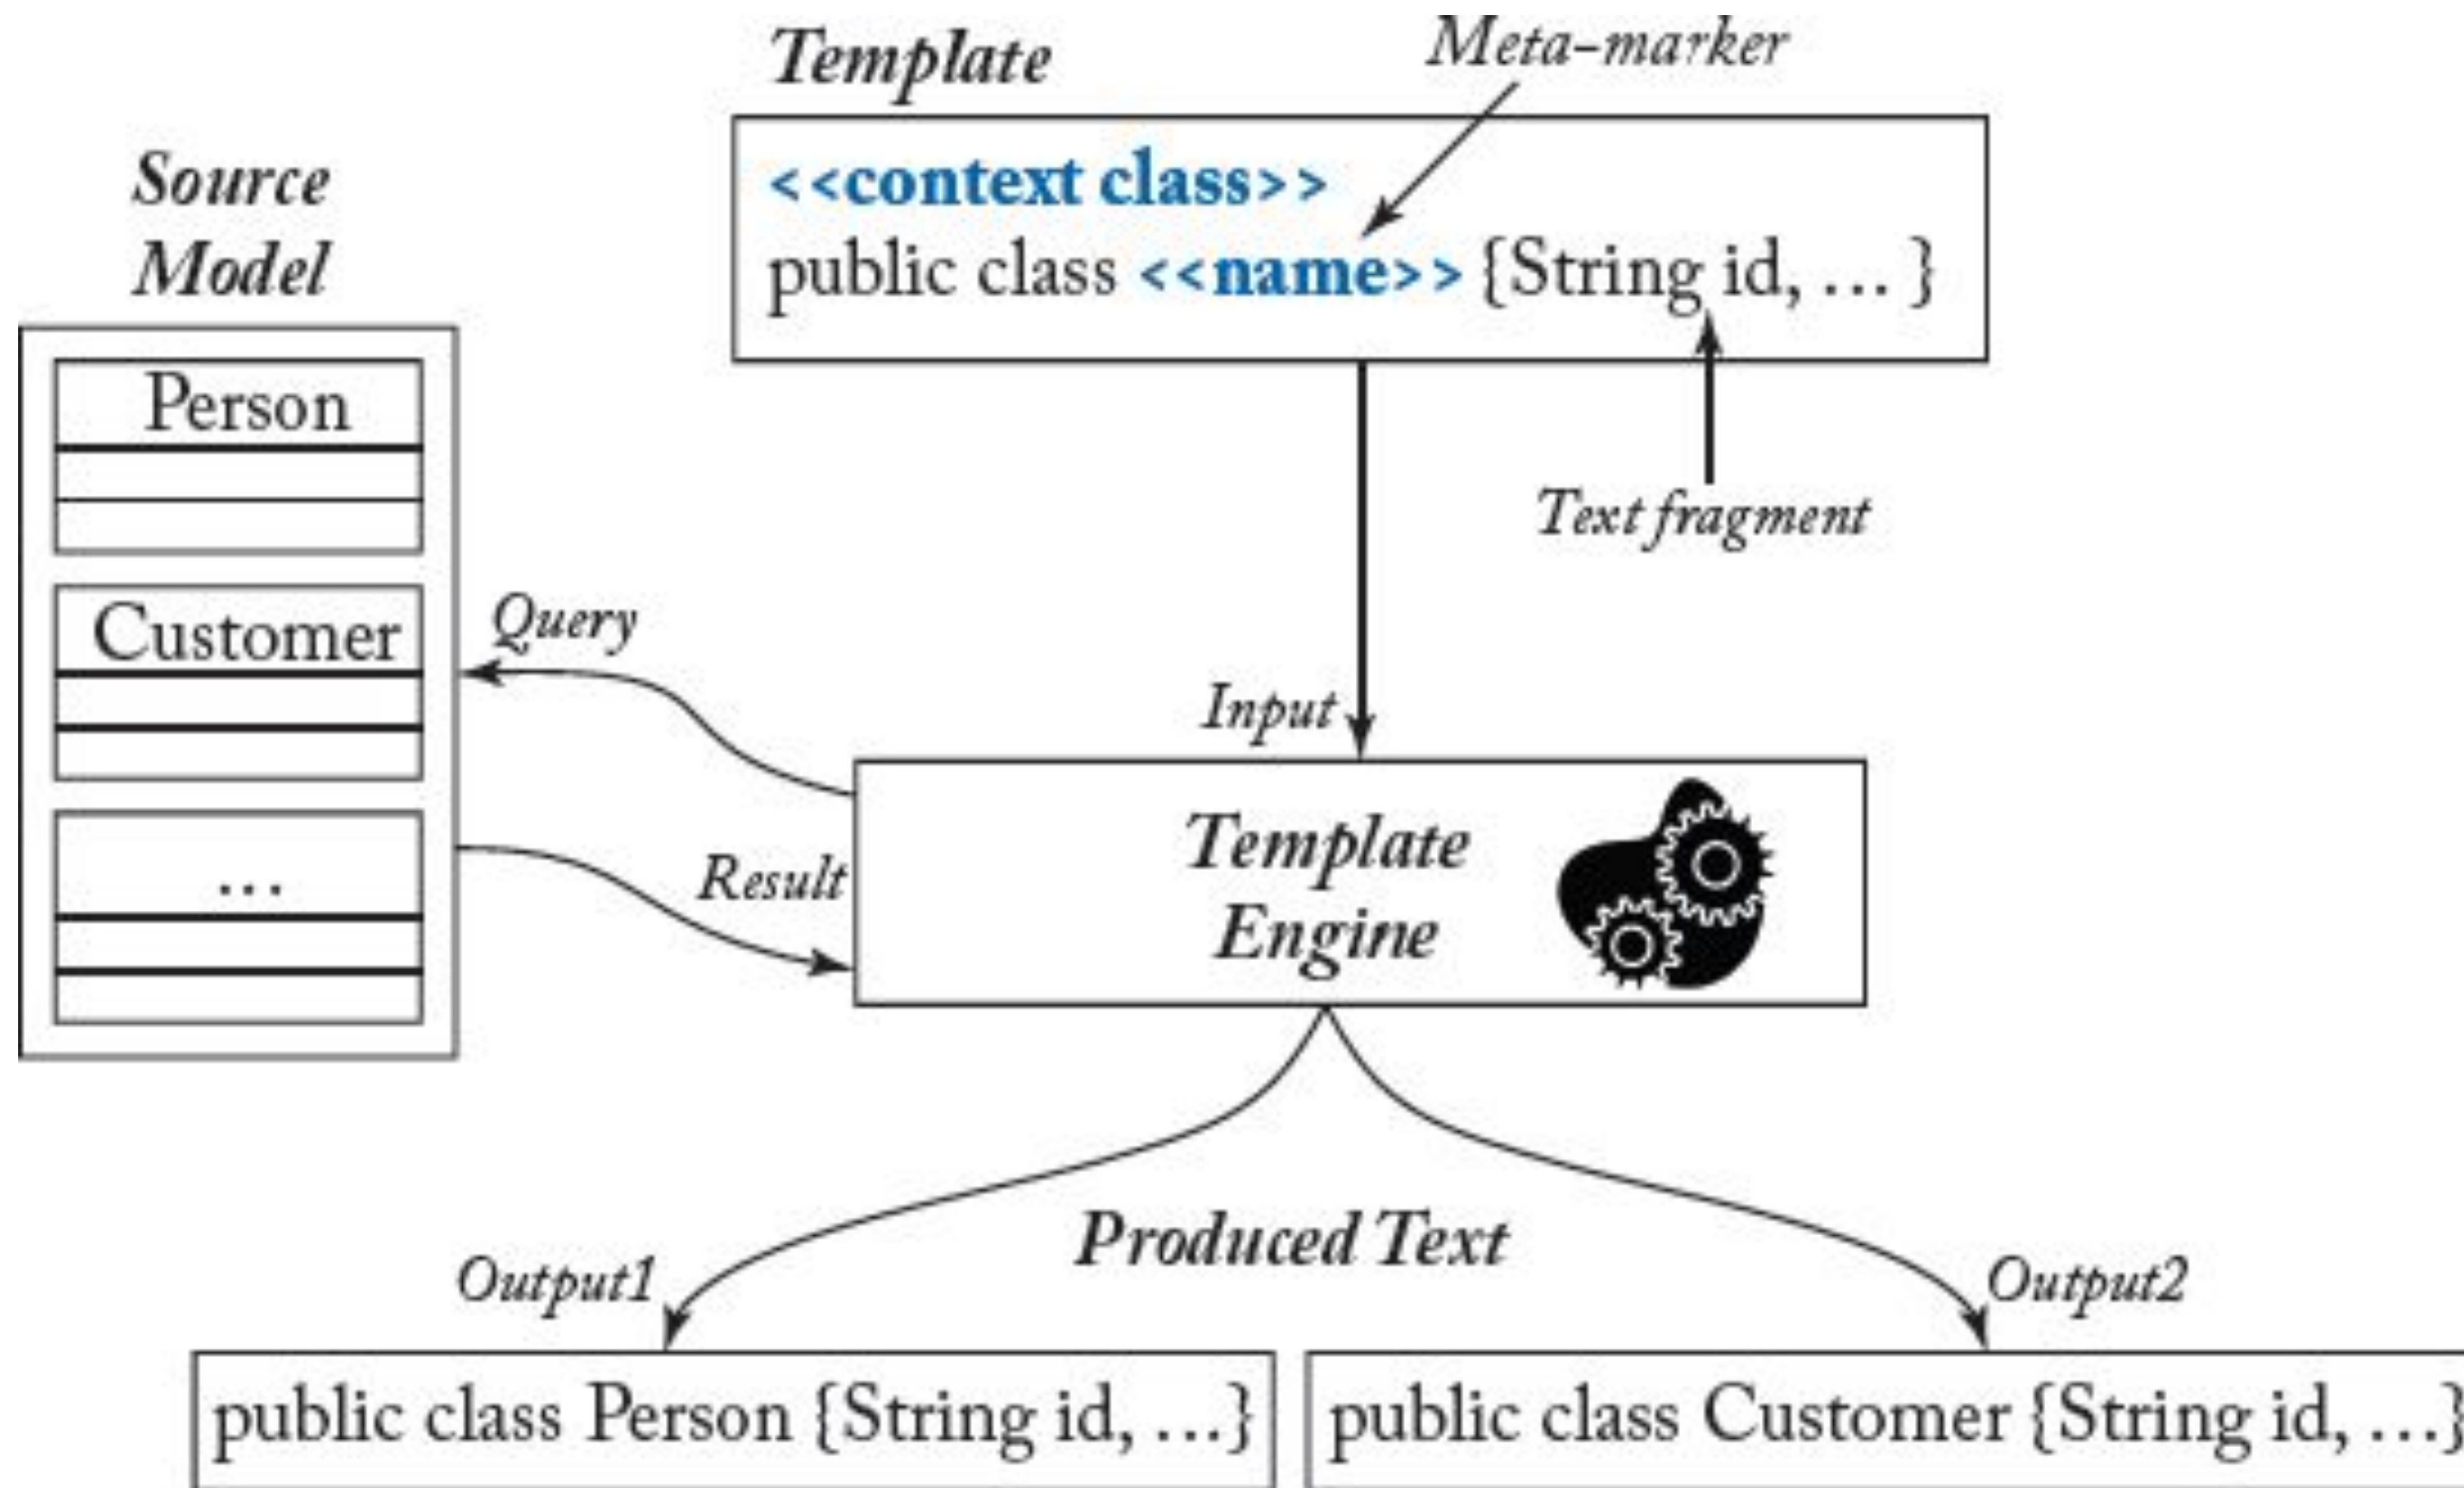 Template
Meta-marker
<<context class>>
public class <<name>> {String id, ... }
Text fragment
Source
Model
Person
Customer
...
Query
Result
Input
Template
Engine
Produced Text
Output1
Output2
public class Person {String id, ...}
public class Customer {String id, ...}